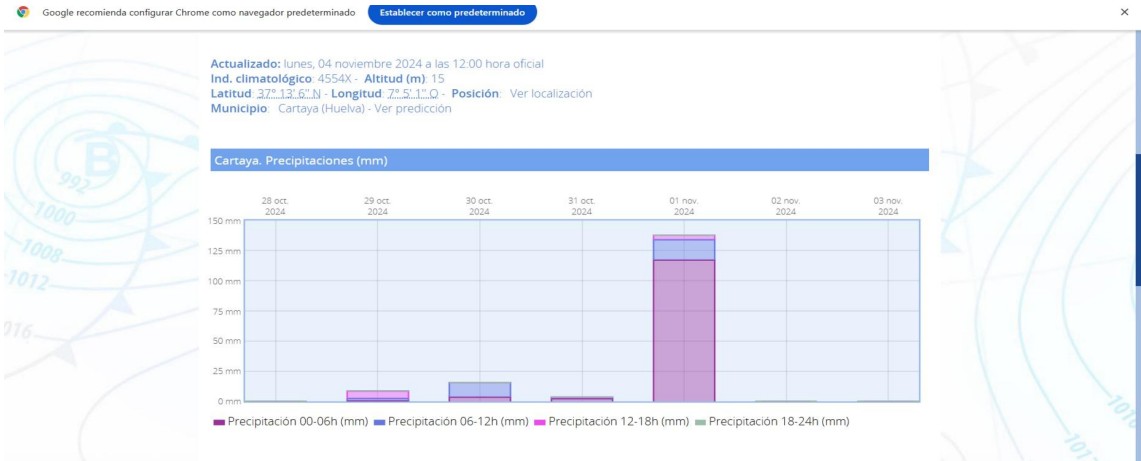 Google recomienda configurar Chrome como navegador predeterminado Establecer como predeterminado
Actualizado: lunes, 04 noviembre 2024 a las 12:00 hora oficial
Ind. climatológico: 4554X - Altitud (m): 15
Latitud: 37° 13' 6'' N - Longitud: 7° 5' 1'' O - Posición: Ver localización
Municipio: Cartaya (Huelva) - Ver predicción
Cartaya. Precipitaciones (mm)
28 oct. 2024
29 oct. 2024
30 oct. 2024
31 oct. 2024
01 nov. 2024
02 nov. 2024
03 nov. 2024
150 mm
125 mm
100 mm
75 mm
50 mm
25 mm
0 mm
Precipitación 00-06h (mm) Precipitación 06-12h (mm) Precipitación 12-18h (mm) Precipitación 18-24h (mm)
B
992
1000
1008
1012
1016